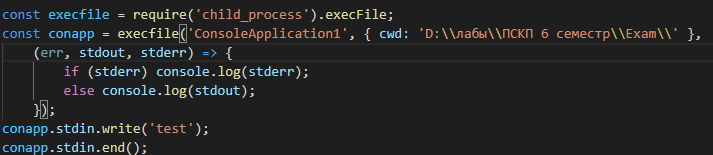 const execfile = require('child_process').execFile;
const conapp = execfile('ConsoleApplication1', { cwd: 'D:\\лабы\\ПСКП 6 семестр\\Exam\\' },
    (err, stdout, stderr) => {
        if (stderr) console.log(stderr);
        else console.log(stdout);
    });
conapp.stdin.write('test');
conapp.stdin.end();